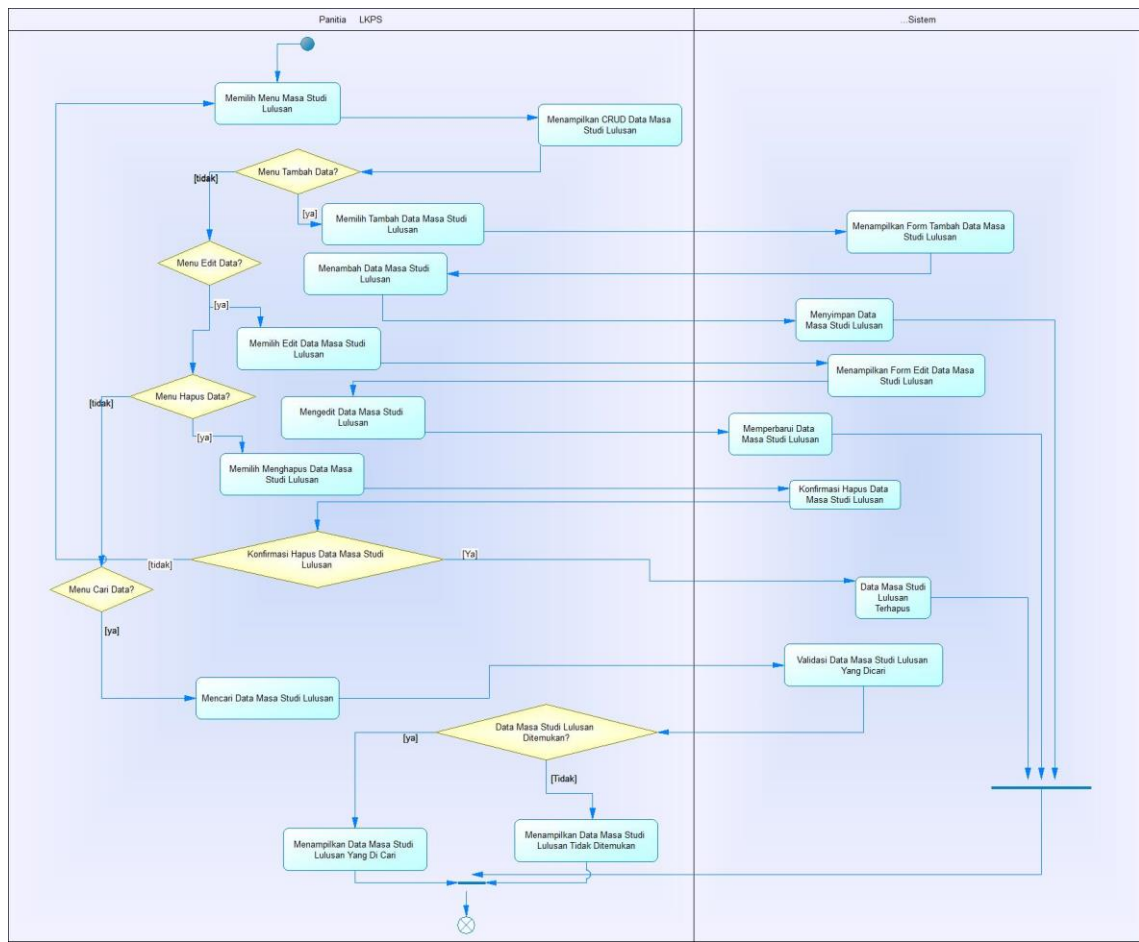 Panitia LKPS
...Sistem
Memilih Menu Masa Studi
Lulusan
Menampilkan CRUD Data Masa
Studi Lulusan
Menu Tambah Data?
[tidak]
[ya]
Memilih Tambah Data Masa Studi
Lulusan
Menampilkan Form Tambah Data Masa
Studi Lulusan
Menu Edit Data?
Menambah Data Masa Studi
Lulusan
[ya]
Menyimpan Data
Masa Studi Lulusan
Memilih Edit Data Masa Studi
Lulusan
Menampilkan Form Edit Data Masa
Studi Lulusan
Menu Hapus Data?
[tidak]
Mengedit Data Masa Studi
Lulusan
Memperbarui Data
Masa Studi Lulusan
[ya]
Memilih Menghapus Data Masa
Studi Lulusan
Konfirmasi Hapus Data
Masa Studi Lulusan
Konfirmasi Hapus Data Masa Studi
Lulusan
[tidak]
[Ya]
Menu Cari Data?
Data Masa Studi
Lulusan
Terhapus
[ya]
Validasi Data Masa Studi Lulusan
Yang Dicari
Mencari Data Masa Studi Lulusan
Data Masa Studi Lulusan
Ditemukan?
[ya]
[Tidak]
Menampilkan Data Masa Studi
Lulusan Yang Di Cari
Menampilkan Data Masa Studi
Lulusan Tidak Ditemukan